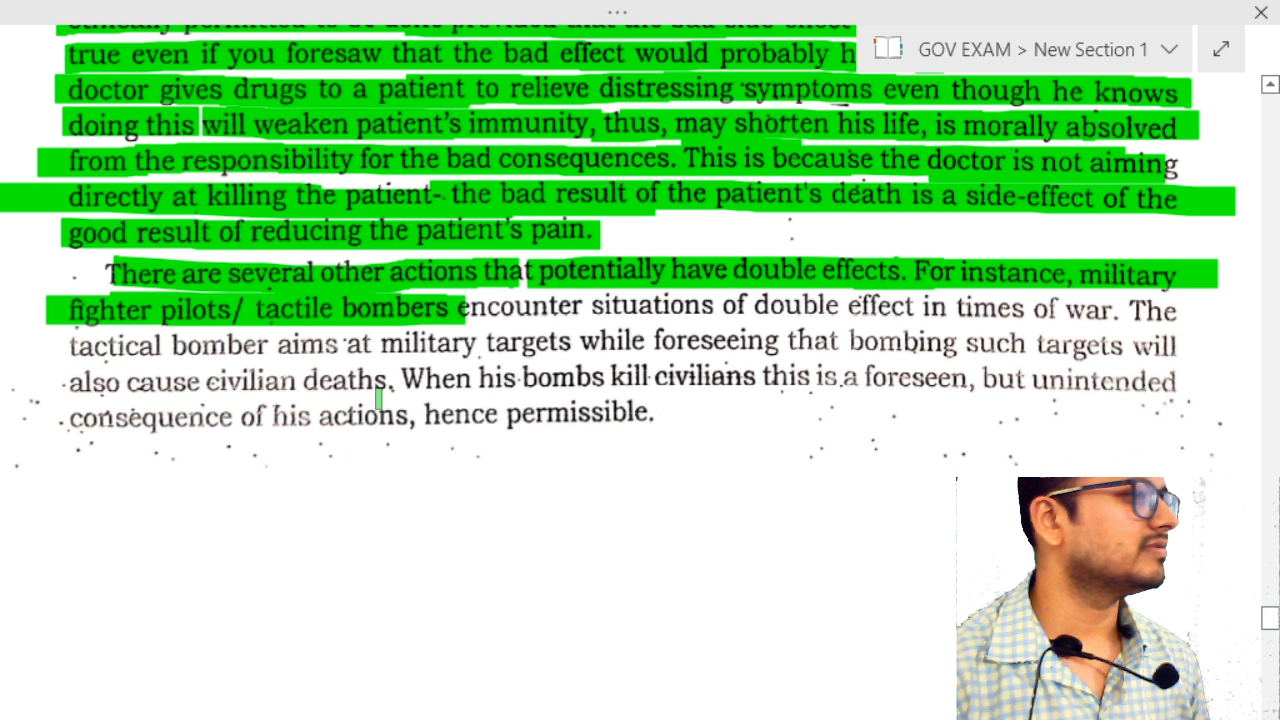 GOV EXAM > New Section 1
true even if you foresaw that the bad effect would probably h
doctor gives drugs to a patient to relieve distressing symptoms even though he knows
doing this will weaken patient's immunity, thus, may shorten his life, is morally absolved
from the responsibility for the bad consequences. This is because the doctor is not aiming
directly at killing the patient- the bad result of the patient's death is a side-effect of the
good result of reducing the patient's pain.
There are several other actions that potentially have double effects. For instance, military
fighter pilots/ tactile bombers encounter situations of double effect in times of war. The
tactical bomber aims at military targets while foreseeing that bombing such targets will
also cause civilian deaths. When his bombs kill civilians this is a foreseen, but unintended
consequence of his actions, hence permissible.